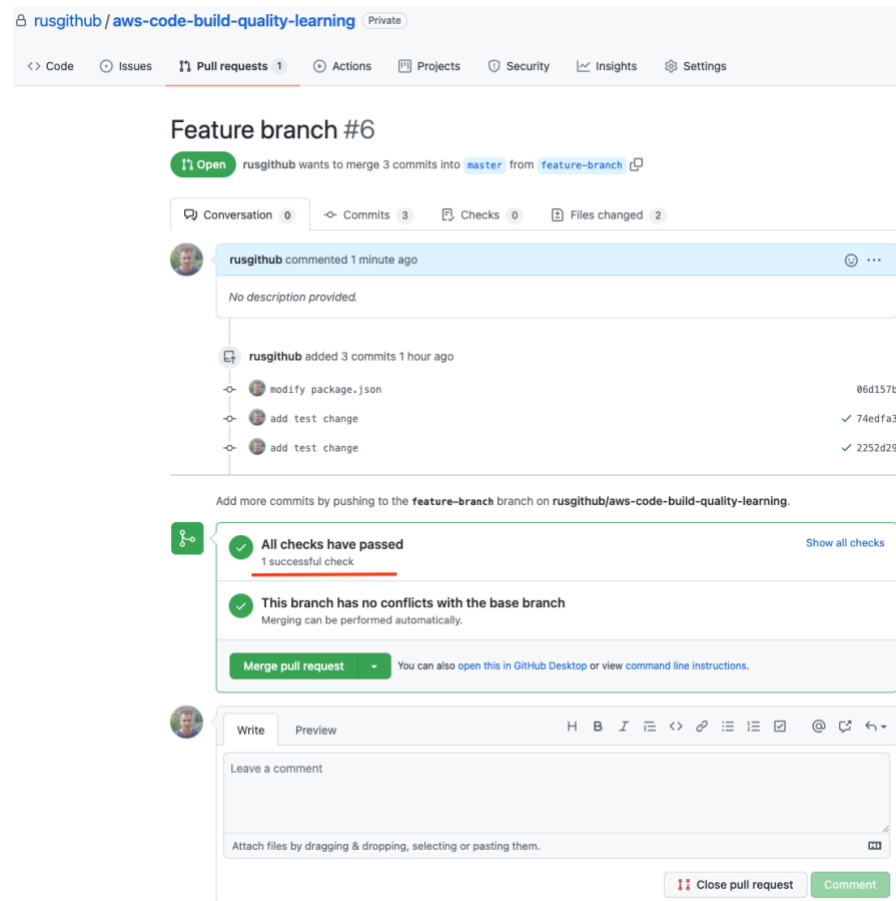 rusgithub / aws-code-build-quality-learning Private
Code Issues Pull requests 1 Actions Projects Security Insights Settings
Feature branch #6
Open rusgithub wants to merge 3 commits into master from feature-branch
Conversation 0 Commits 3 Checks 0 Files changed 2
rusgithub commented 1 minute ago
No description provided.
rusgithub added 3 commits 1 hour ago
modify package.json 06d157b
add test change 74edfa3
add test change 2252d29
Add more commits by pushing to the feature-branch branch on rusgithub/aws-code-build-quality-learning.
All checks have passed Show all checks
1 successful check
This branch has no conflicts with the base branch
Merging can be performed automatically.
Merge pull request You can also open this in GitHub Desktop or view command line instructions.
Write Preview
Leave a comment
Attach files by dragging & dropping, selecting or pasting them.
Close pull request Comment